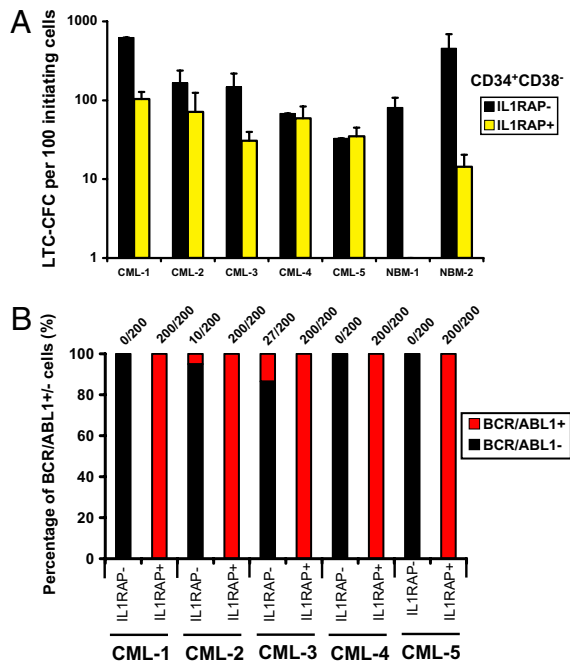 A
LTC-CFC per 100 initiating cells
1000
100
10
1
CML-1 CML-2 CML-3 CML-4 CML-5 NBM-1 NBM-2
CD34+CD38-
IL1RAP-
IL1RAP+
B
Percentage of BCR/ABL1+/- cells (%)
0/200 200/200 10/200 200/200 27/200 200/200 0/200 200/200 0/200 200/200
100
80
60
40
20
0
BCR/ABL1+
BCR/ABL1-
IL1RAP- IL1RAP+ IL1RAP- IL1RAP+ IL1RAP- IL1RAP+ IL1RAP- IL1RAP+ IL1RAP- IL1RAP+
CML-1 CML-2 CML-3 CML-4 CML-5